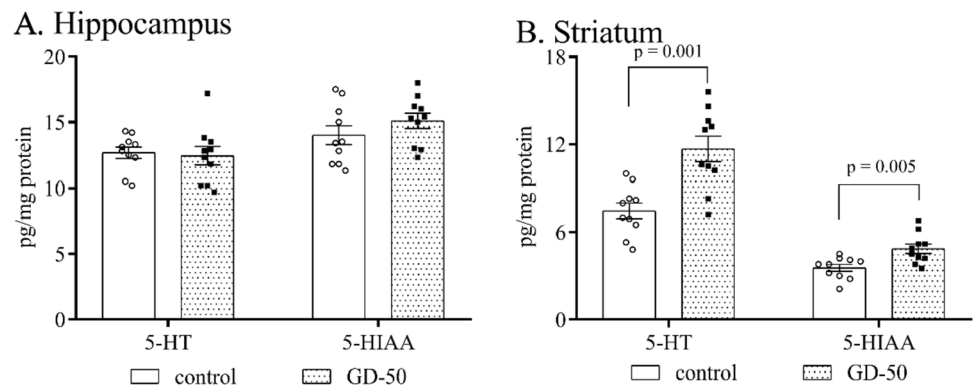 A. Hippocampus
20
15
10
5
0
pg/mg protein
5-HT
5-HIAA
control
GD-50
B. Striatum
p = 0.001
18
12
6
0
pg/mg protein
p = 0.005
5-HT
5-HIAA
control
GD-50